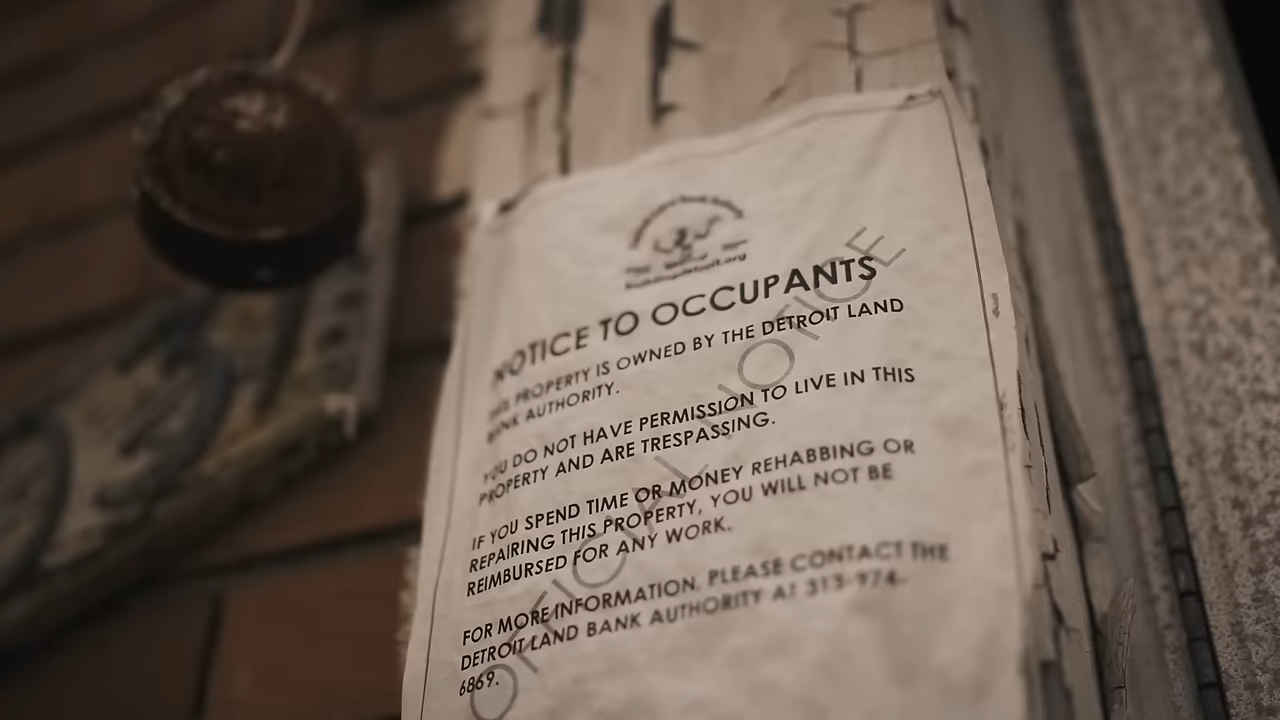 buildingdetroit.org
NOTICE TO OCCUPANTS
THIS PROPERTY IS OWNED BY THE DETROIT LAND
BANK AUTHORITY.
YOU DO NOT HAVE PERMISSION TO LIVE IN THIS
PROPERTY AND ARE TRESPASSING.
IF YOU SPEND TIME OR MONEY REHABBING OR
REPAIRING THIS PROPERTY, YOU WILL NOT BE
REIMBURSED FOR ANY WORK.
FOR MORE INFORMATION, PLEASE CONTACT THE
DETROIT LAND BANK AUTHORITY AT 313-974-
6869.
OFFICIAL NOTICE